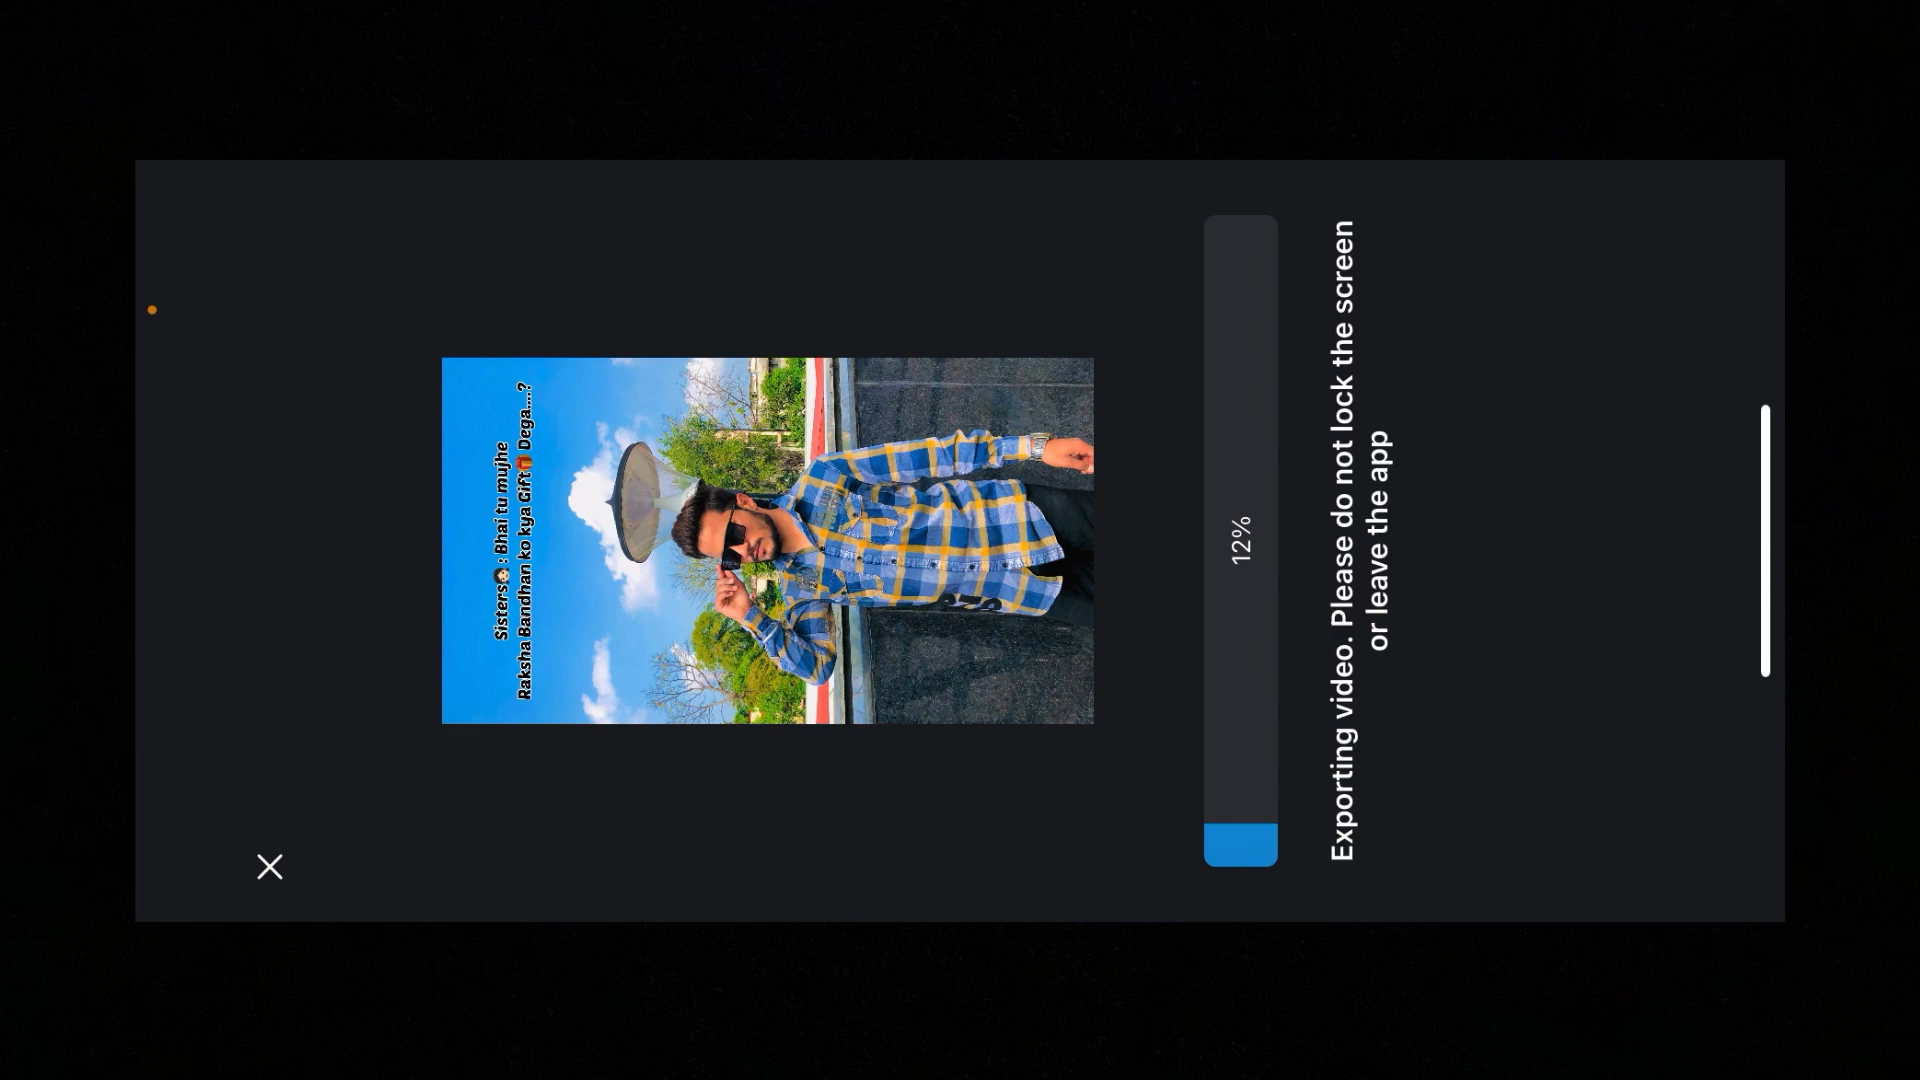 Sisters🐼 : Bhai tu mujhe
Raksha Bandhan ko kya Gift🎁 Dega....?
12%
Exporting video. Please do not lock the screen
or leave the app